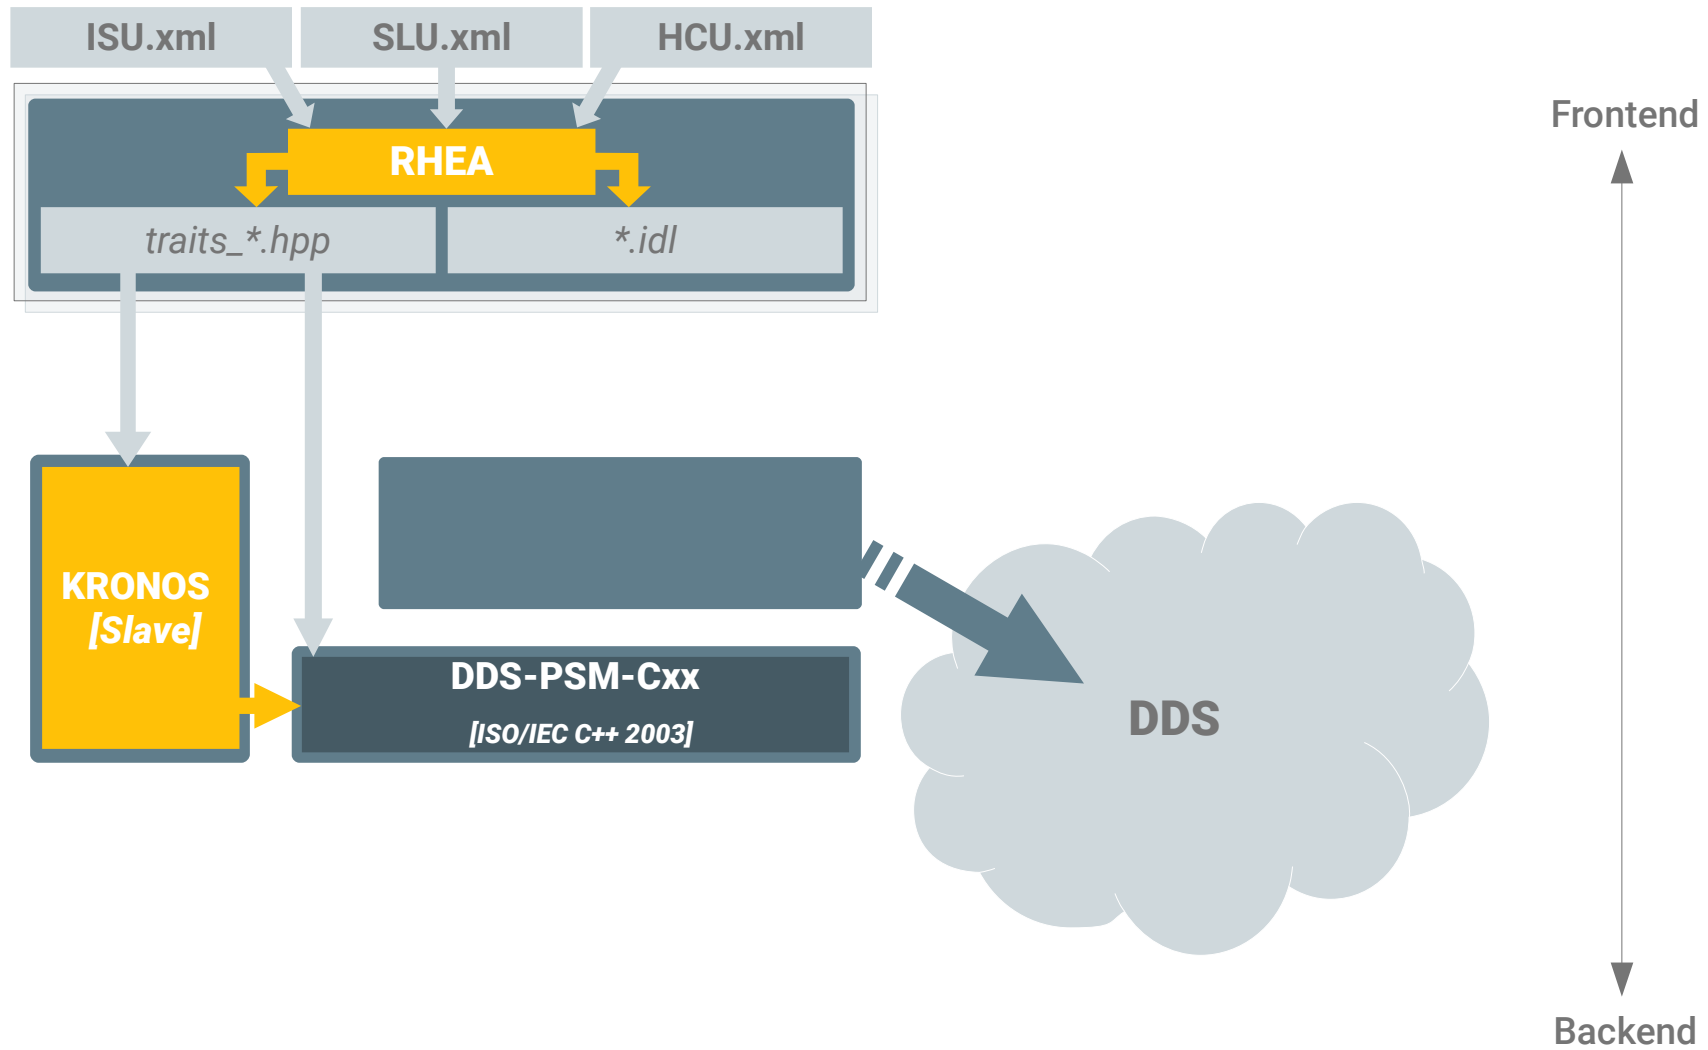 ISU.xml
SLU.xml
HCU.xml
Frontend
RHEA
traits_*.hpp
*.idl
KRONOS
[Slave]
DDS-PSM-Cxx
[ISO/IEC C++ 2003]
DDS
Backend